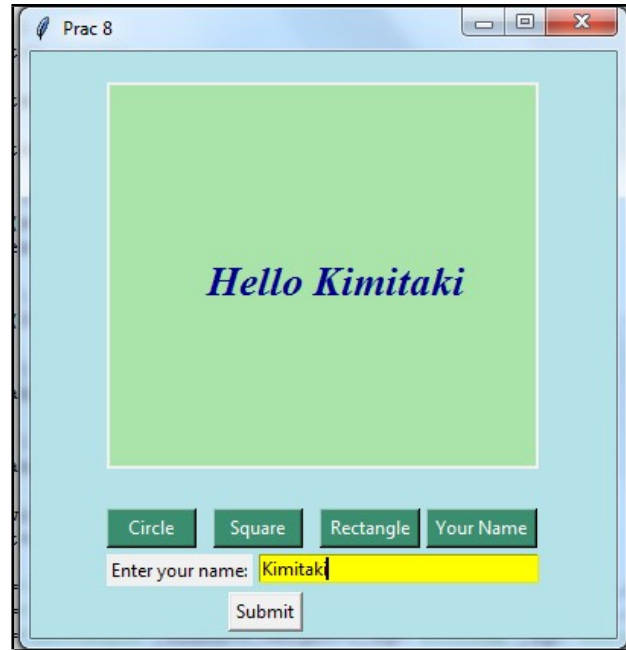 Prac 8
Hello Kimitaki
Circle Square Rectangle Your Name
Enter your name: Kimitaki
Submit